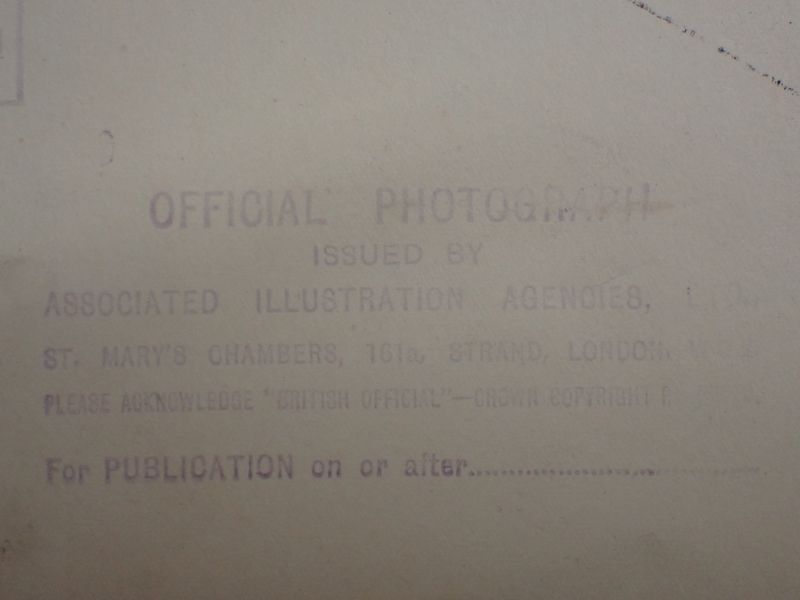 OFFICIAL PHOTOGRAPH
ISSUED BY
ASSOCIATED ILLUSTRATION AGENCIES, LTD.,
ST. MARY'S CHAMBERS, 161a, STRAND, LONDON,
PLEASE ACKNOWLEDGE "BRITISH OFFICIAL"—CROWN COPYRIGHT
For PUBLICATION on or after..............................